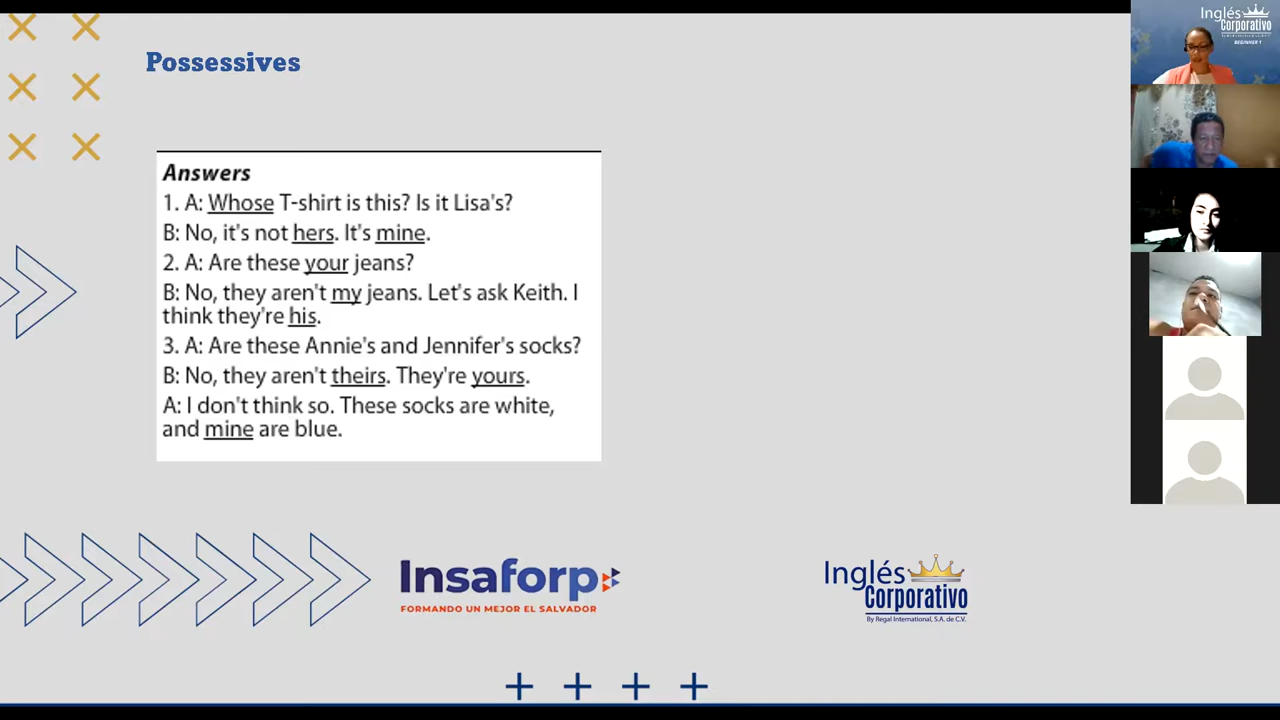 Possessives
Answers
1. A: Whose T-shirt is this? Is it Lisa's?
B: No, it's not hers. It's mine.
2. A: Are these your jeans?
B: No, they aren't my jeans. Let's ask Keith. I
think they're his.
3. A: Are these Annie's and Jennifer's socks?
B: No, they aren't theirs. They're yours.
A: I don't think so. These socks are white,
and mine are blue.
Insaforp
FORMANDO UN MEJOR EL SALVADOR
Inglés
Corporativo
By Regal International, S.A. de C.V.
Inglés
Corporativo
BEGINNER 1